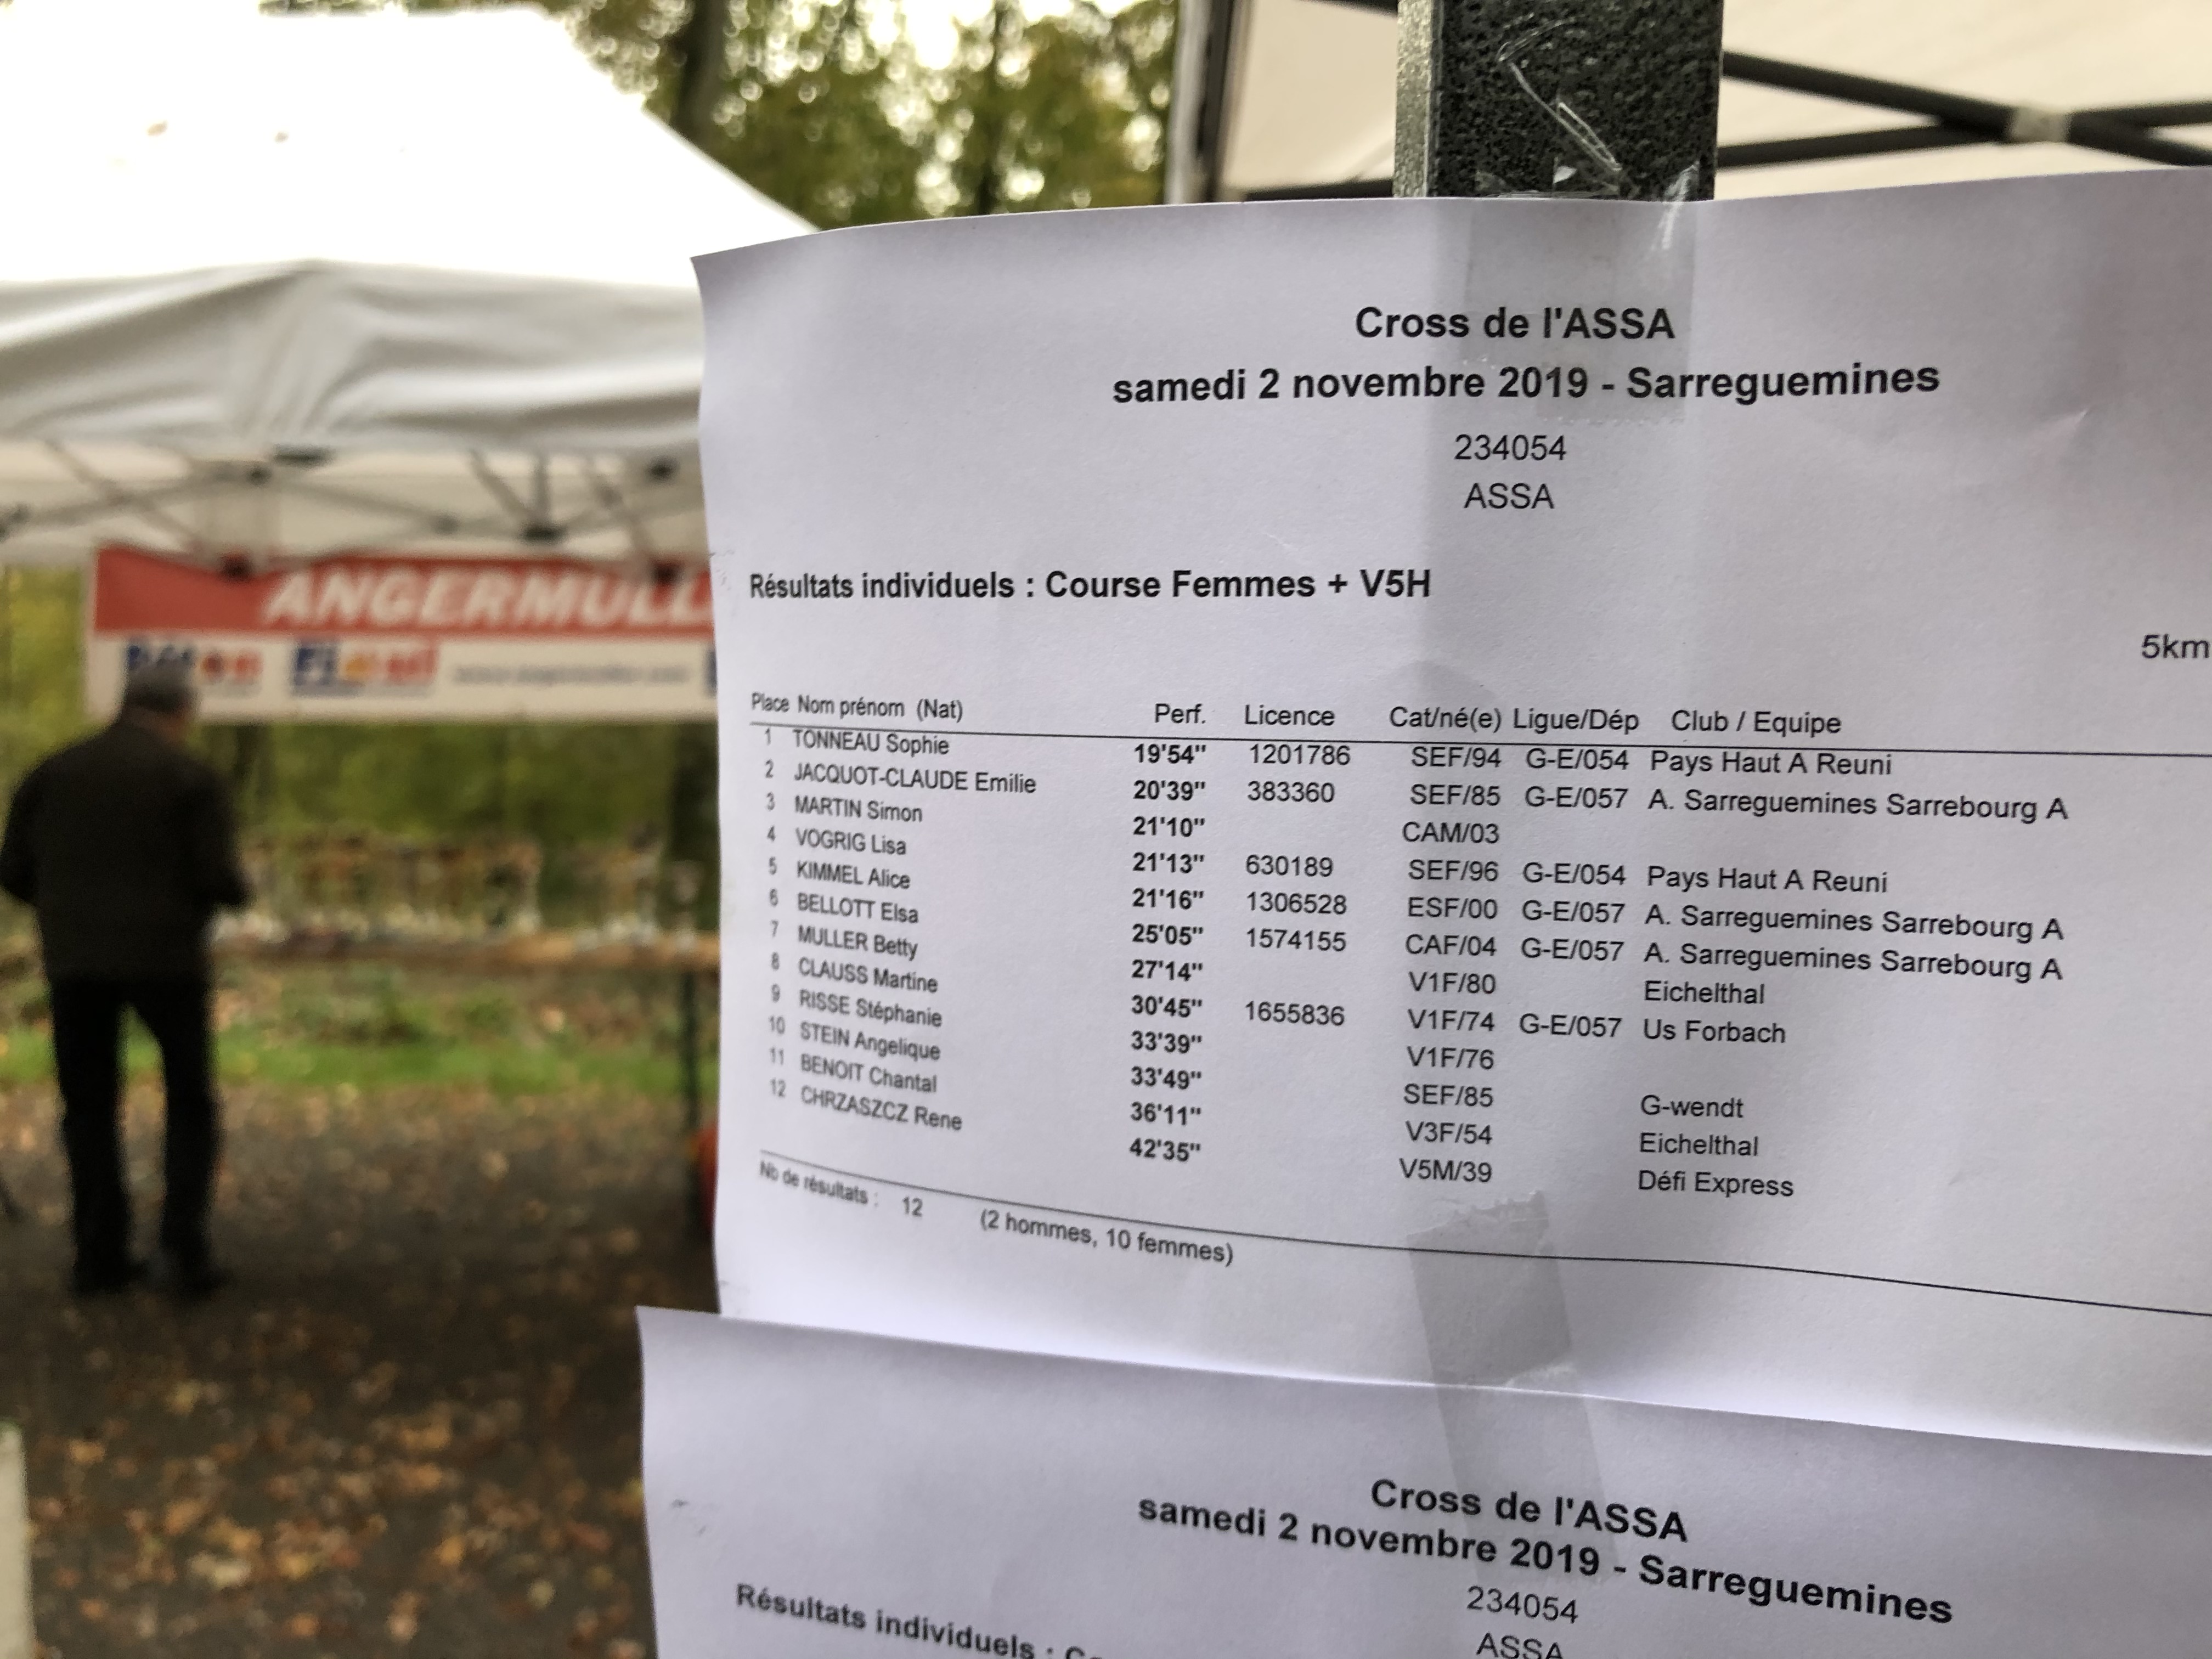 ANGERMULL
Cross de l'ASSA
samedi 2 novembre 2019 - Sarreguemines
234054
ASSA
Résultats individuels : Course Femmes + V5H
5km
Place Nom prénom (Nat) Perf. Licence Cat/né(e) Ligue/Dép Club / Equipe
1 TONNEAU Sophie 19'54" 1201786 SEF/94 G-E/054 Pays Haut A Reuni
2 JACQUOT-CLAUDE Emilie 20'39" 383360 SEF/85 G-E/057 A. Sarreguemines Sarrebourg A
3 MARTIN Simon 21'10" CAM/03
4 VOGRIG Lisa 21'13" 630189 SEF/96 G-E/054 Pays Haut A Reuni
5 KIMMEL Alice 21'16" 1306528 ESF/00 G-E/057 A. Sarreguemines Sarrebourg A
6 BELLOTT Elsa 25'05" 1574155 CAF/04 G-E/057 A. Sarreguemines Sarrebourg A
7 MULLER Betty 27'14" V1F/80 Eichelthal
8 CLAUSS Martine 30'45" 1655836 V1F/74 G-E/057 Us Forbach
9 RISSE Stéphanie 33'39" V1F/76
10 STEIN Angelique 33'49" SEF/85 G-wendt
11 BENOIT Chantal 36'11" V3F/54 Eichelthal
12 CHRZASZCZ Rene 42'35" V5M/39 Défi Express
Nb de résultats : 12 (2 hommes, 10 femmes)
Cross de l'ASSA
samedi 2 novembre 2019 - Sarreguemines
234054
ASSA
Résultats individuels :